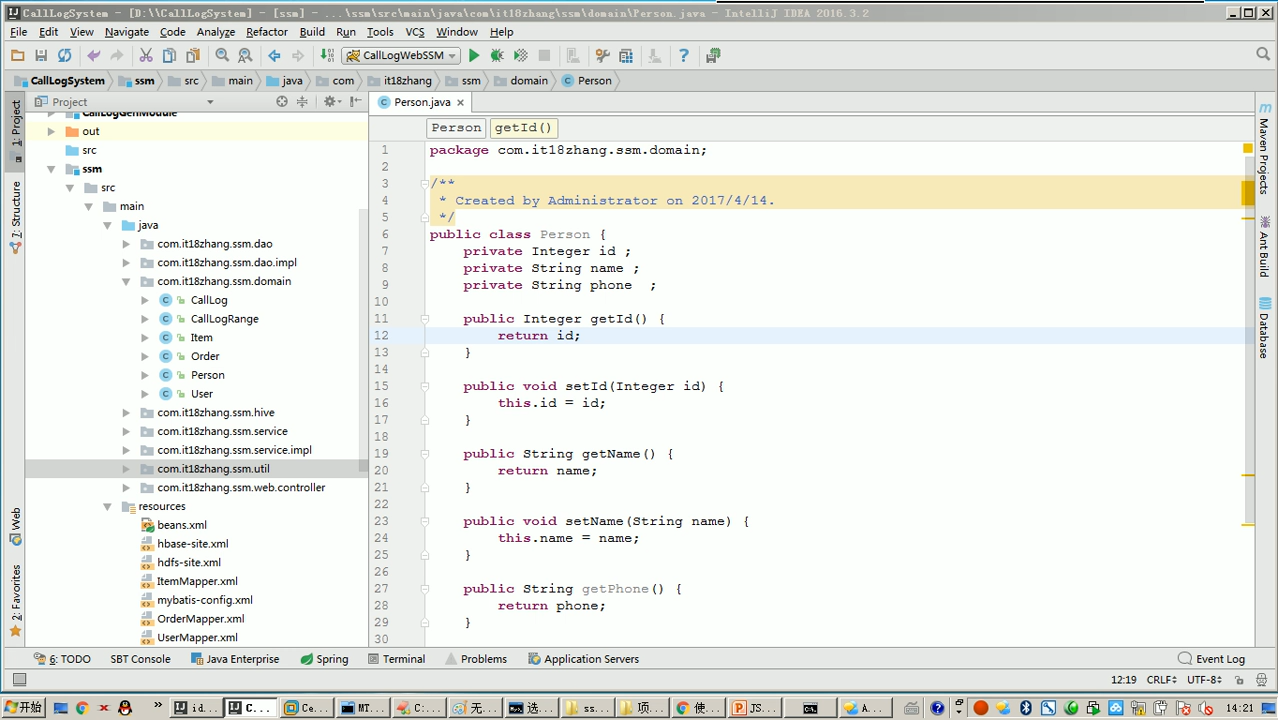 CallLogSystem - [D:\CallLogSystem] - [ssm] - ...\ssm\src\main\java\com\it18zhang\ssm\domain\Person.java - IntelliJ IDEA 2016.3.2
File Edit View Navigate Code Analyze Refactor Build Run Tools VCS Window Help
CallLogWebSSM
CallLogSystem ssm src main java com it18zhang ssm domain Person
Project
Person.java
1: Project
7: Structure
Web
2: Favorites
CallLogGenModule
out
src
ssm
src
main
java
com.it18zhang.ssm.dao
com.it18zhang.ssm.dao.impl
com.it18zhang.ssm.domain
CallLog
CallLogRange
Item
Order
Person
User
com.it18zhang.ssm.hive
com.it18zhang.ssm.service
com.it18zhang.ssm.service.impl
com.it18zhang.ssm.util
com.it18zhang.ssm.web.controller
resources
beans.xml
hbase-site.xml
hdfs-site.xml
ItemMapper.xml
mybatis-config.xml
OrderMapper.xml
UserMapper.xml
Person getId()
1 package com.it18zhang.ssm.domain;
2
3 /**
4 * Created by Administrator on 2017/4/14.
5 */
6 public class Person {
7 private Integer id ;
8 private String name ;
9 private String phone ;
10
11 public Integer getId() {
12 return id;
13 }
14
15 public void setId(Integer id) {
16 this.id = id;
17 }
18
19 public String getName() {
20 return name;
21 }
22
23 public void setName(String name) {
24 this.name = name;
25 }
26
27 public String getPhone() {
28 return phone;
29 }
30
Maven Projects
Ant Build
Database
6: TODO SBT Console Java Enterprise Spring Terminal Problems Application Servers Event Log
12:19 CRLF UTF-8
开始 id... C... Ce... MT... C:... 无... 选... ss... 项... 使... JS... A... 14:21